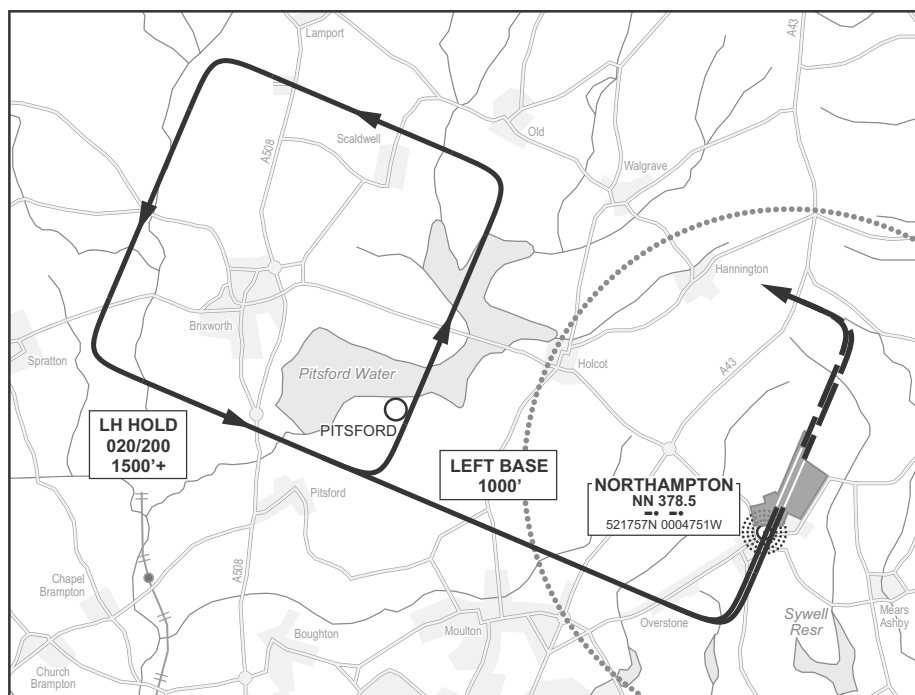 Lamport
A43
Old
Scaldwell
A508
Walgrave
Hannington
Brixworth
Spratton
Pitsford Water
Holcot
A43
PITSFORD
LH HOLD
020/200
1500'+
LEFT BASE
1000'
NORTHAMPTON
NN 378.5
521757N 0004751W
Pitsford
A508
Chapel
Brampton
Boughton
Moulton
Overstone
Sywell
Resr
Mears
Ashby
Church
Brampton